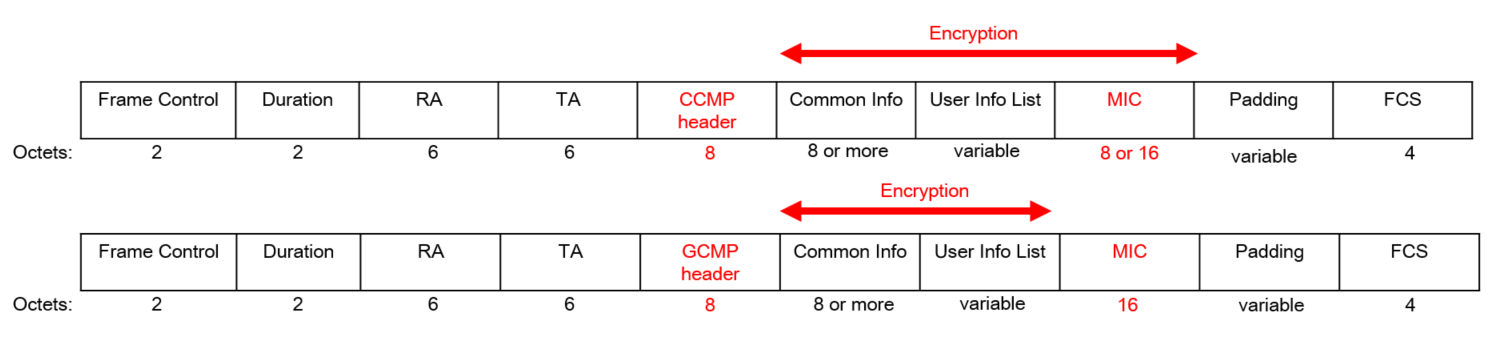 Encryption
Frame Control Duration RA TA CCMP header Common Info User Info List MIC Padding FCS
Octets: 2 2 6 6 8 8 or more variable 8 or 16 variable 4
Encryption
Frame Control Duration RA TA GCMP header Common Info User Info List MIC Padding FCS
Octets: 2 2 6 6 8 8 or more variable 16 variable 4